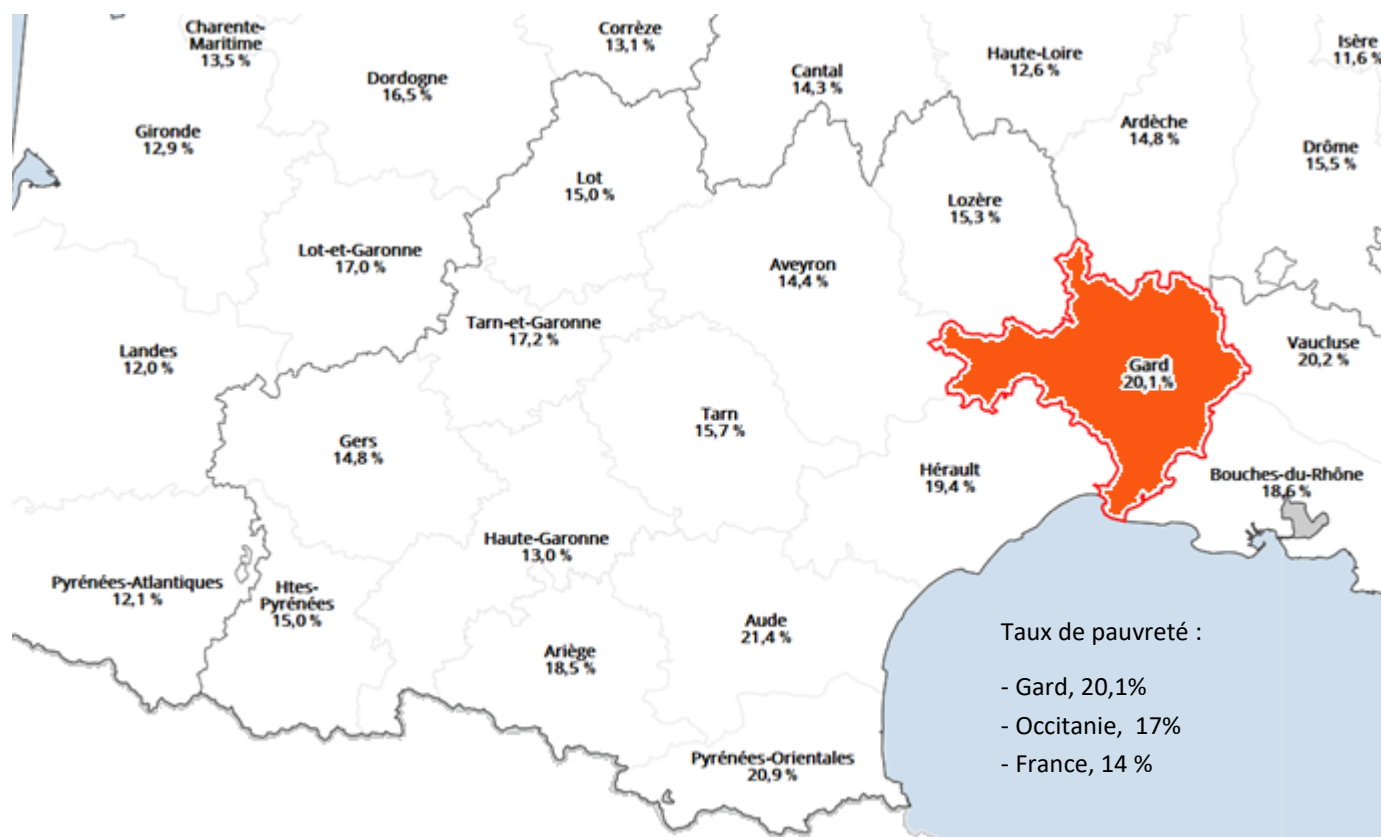 Charente-
Maritime
13,5 %
Corrèze
13,1 %
Haute-Loire
12,6 %
Isère
11,6 %
Dordogne
16,5 %
Cantal
14,3 %
Gironde
12,9 %
Ardèche
14,8 %
Drôme
15,5 %
Lot
15,0 %
Lozère
15,3 %
Lot-et-Garonne
17,0 %
Aveyron
14,4 %
Tarn-et-Garonne
17,2 %
Landes
12,0 %
Vaucluse
20,2 %
Gard
20,1 %
Tarn
15,7 %
Gers
14,8 %
Hérault
19,4 %
Bouches-du-Rhône
18,6 %
Haute-Garonne
13,0 %
Pyrénées-Atlantiques
12,1 %
Htes-
Pyrénées
15,0 %
Aude
21,4 %
Ariège
18,5 %
Pyrénées-Orientales
20,9 %
Taux de pauvreté :
- Gard, 20,1%
- Occitanie, 17%
- France, 14 %